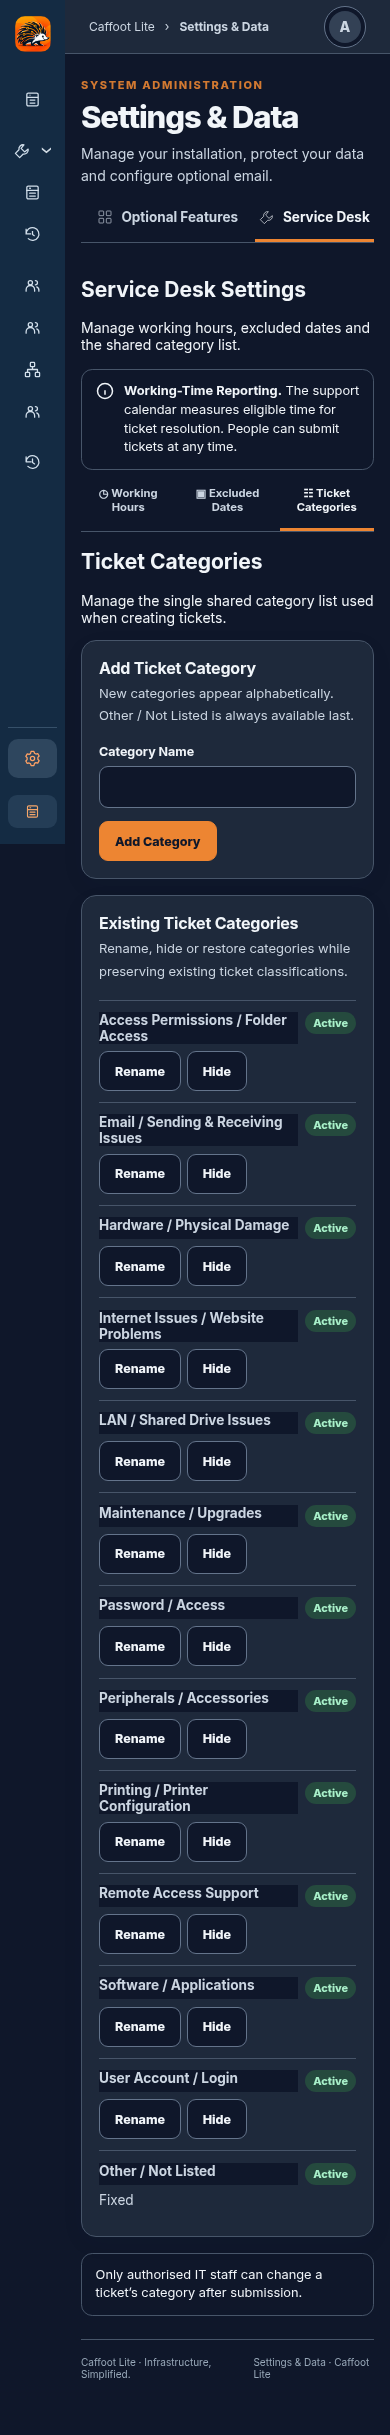 Caffoot Lite › Settings & Data
A
SYSTEM ADMINISTRATION
Settings & Data
Manage your installation, protect your data
and configure optional email.
Optional Features
Service Desk
Service Desk Settings
Manage working hours, excluded dates and
the shared category list.
Working-Time Reporting. The support
calendar measures eligible time for
ticket resolution. People can submit
tickets at any time.
Working
Hours
Excluded
Dates
Ticket
Categories
Ticket Categories
Manage the single shared category list used
when creating tickets.
Add Ticket Category
New categories appear alphabetically.
Other / Not Listed is always available last.
Category Name
Add Category
Existing Ticket Categories
Rename, hide or restore categories while
preserving existing ticket classifications.
Access Permissions / Folder
Access
Active
Rename Hide
Email / Sending & Receiving
Issues
Active
Rename Hide
Hardware / Physical Damage
Active
Rename Hide
Internet Issues / Website
Problems
Active
Rename Hide
LAN / Shared Drive Issues
Active
Rename Hide
Maintenance / Upgrades
Active
Rename Hide
Password / Access
Active
Rename Hide
Peripherals / Accessories
Active
Rename Hide
Printing / Printer
Configuration
Active
Rename Hide
Remote Access Support
Active
Rename Hide
Software / Applications
Active
Rename Hide
User Account / Login
Active
Rename Hide
Other / Not Listed
Active
Fixed
Only authorised IT staff can change a
ticket’s category after submission.
Caffoot Lite · Infrastructure,
Simplified.
Settings & Data · Caffoot
Lite